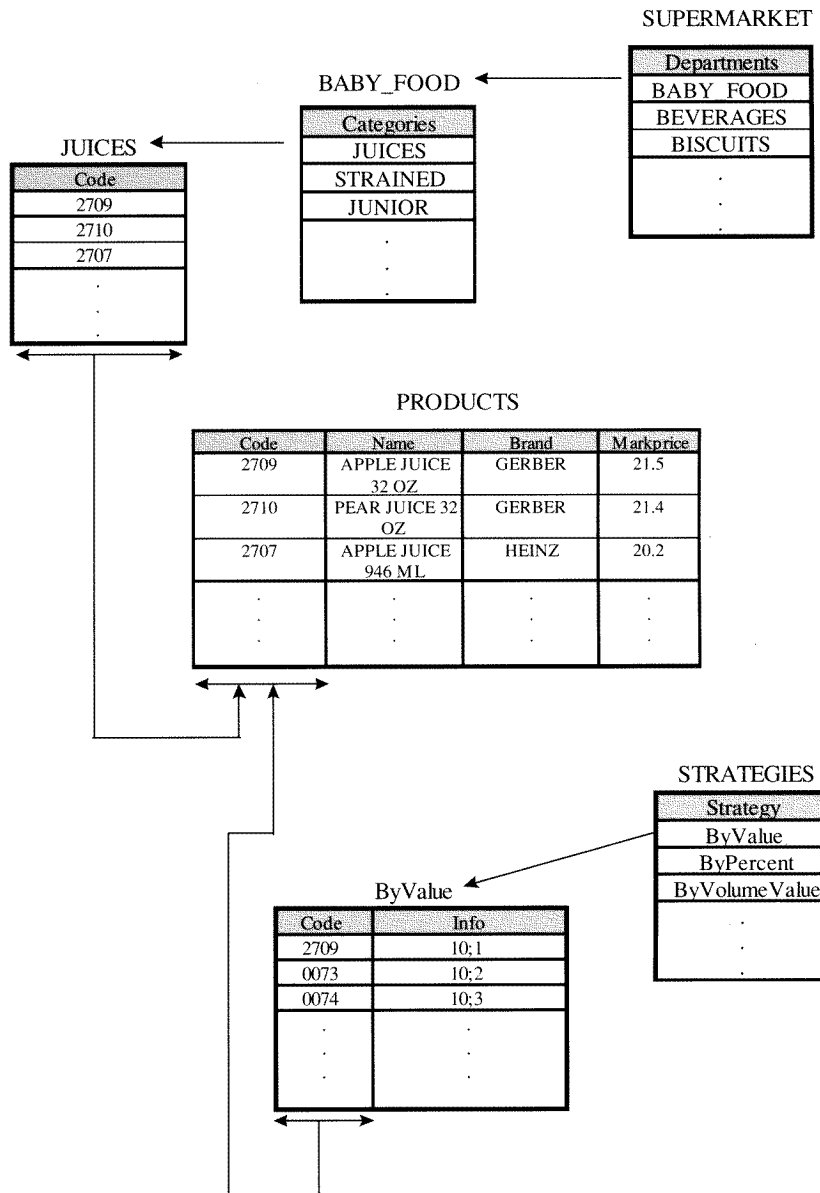 SUPERMARKET
Departments
BABY_FOOD
BEVERAGES
BISCUITS
.
.
.
BABY_FOOD
Categories
JUICES
STRAINED
JUNIOR
.
.
.
JUICES
Code
2709
2710
2707
.
.
.
PRODUCTS
Code Name Brand Markprice
2709 APPLE JUICE GERBER 21.5
32 OZ
2710 PEAR JUICE 32 GERBER 21.4
OZ
2707 APPLE JUICE HEINZ 20.2
946 ML
. . . .
. . . .
. . . .
STRATEGIES
Strategy
ByValue
ByPercent
ByVolumeValue
.
.
.
ByValue
Code Info
2709 10;1
0073 10;2
0074 10;3
. .
. .
. .